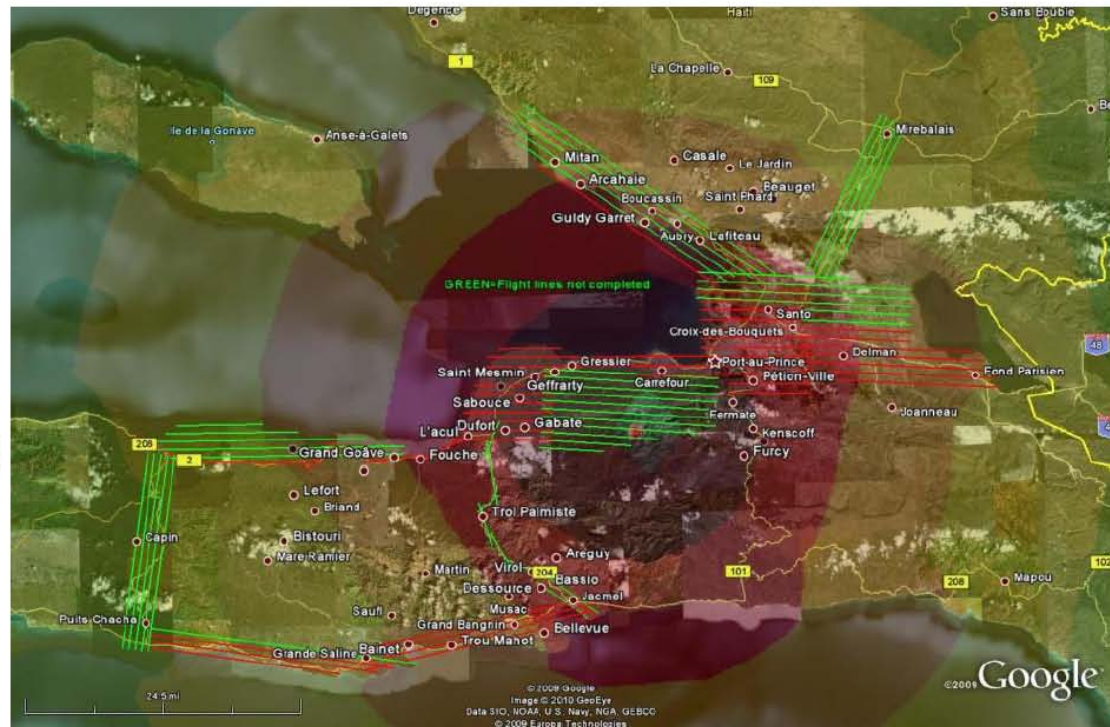 Degence
Haiti
Sans Bouble
1
La Chapelle
109
Ile de la Gonave
Anse-à-Galets
Mirebalais
Mitan
Casale
Le Jardin
Arcahaie
Beauget
Boucassin
Saint Phard
Guldy Garret
Aubry
Lafiteau
GREEN=Flight lines not completed
Santo
Croix-des-Bouquets
48
Gressier
Port-au-Prince
Delman
Saint Mesmin
Fond Parisien
Geffrarty
Carrefour
Pétion-Ville
Sabouce
Fermate
Joanneau
L'acul
Dufort
Gabate
Kenscoff
208
2
Grand Goâve
Fouche
Furcy
Lefort
Briand
Trol Palmiste
Capin
Bistouri
Mare Ramier
Areguy
Martin
Virol
204
Bassio
101
208
Mapou
102
Dessource
Jacmel
Puits Chacha
Saufl
Musac
Grand Bangnin
Bellevue
Bainet
Trou Mahot
Grande Saline
24.5 mi
© 2009 Google
Image © 2010 GeoEye
Data SIO, NOAA, U.S. Navy, NGA, GEBCO
© 2009 Europa Technologies
©2009 Google